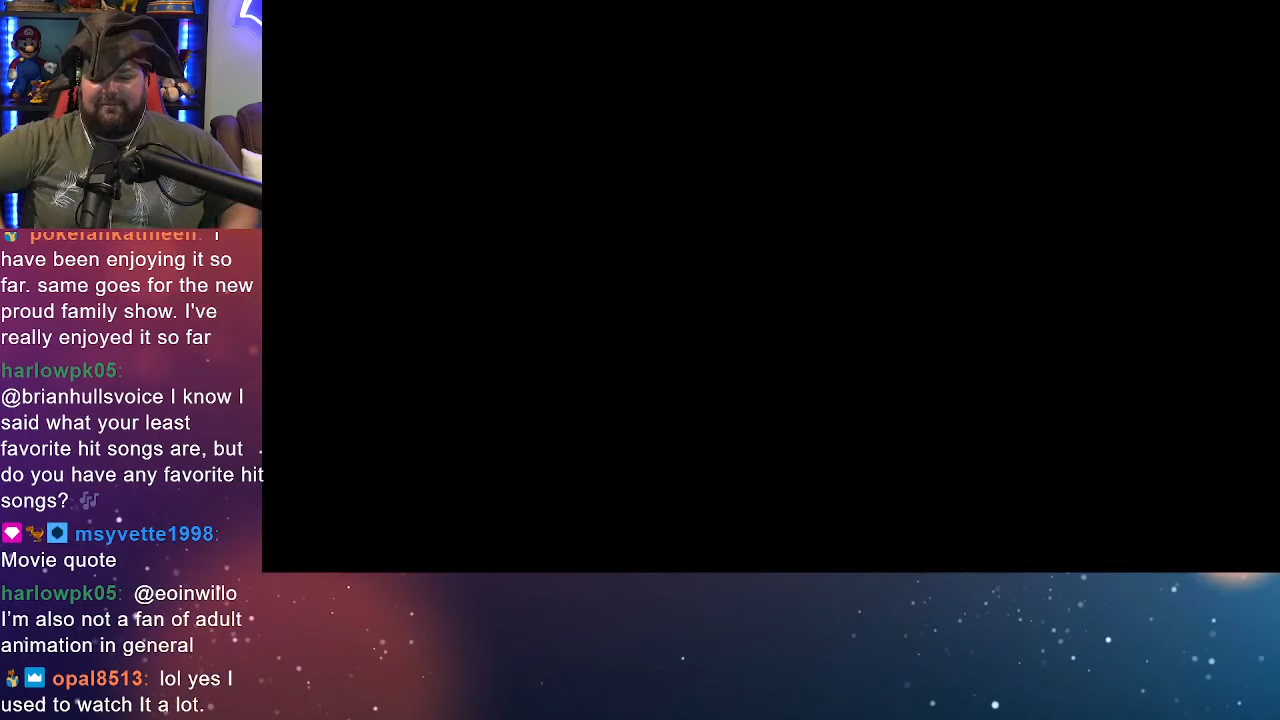 pokefankathleen: I
have been enjoying it so
far. same goes for the new
proud family show. I've
really enjoyed it so far
harlowpk05:
@brianhullsvoice I know I
said what your least
favorite hit songs are, but
do you have any favorite hit
songs? 🎶
msyvette1998:
Movie quote
harlowpk05: @eoinwillo
I’m also not a fan of adult
animation in general
opal8513: lol yes I
used to watch It a lot.